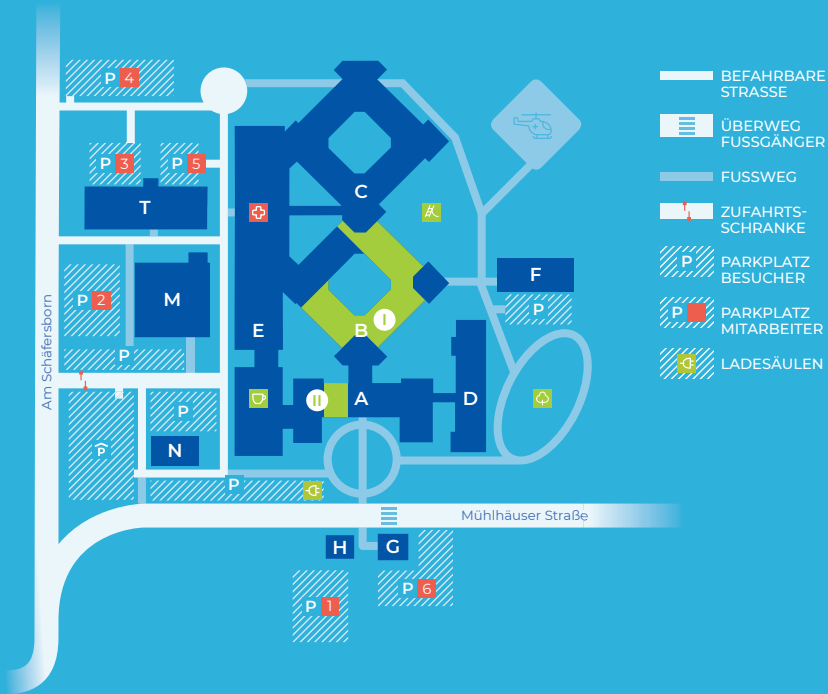 P 4
P 3
P 5
T
C
P 2
M
F
P
E
B
I
P
P
II
A
D
N
P
P
P
Am Schäfersborn
Mühlhäuser Straße
H
G
P 6
P 1
BEFAHRBARE
STRASSE
ÜBERWEG
FUSSGÄNGER
FUSSWEG
ZUFAHRTS-
SCHRANKE
P
PARKPLATZ
BESUCHER
P
PARKPLATZ
MITARBEITER
LADESÄULEN